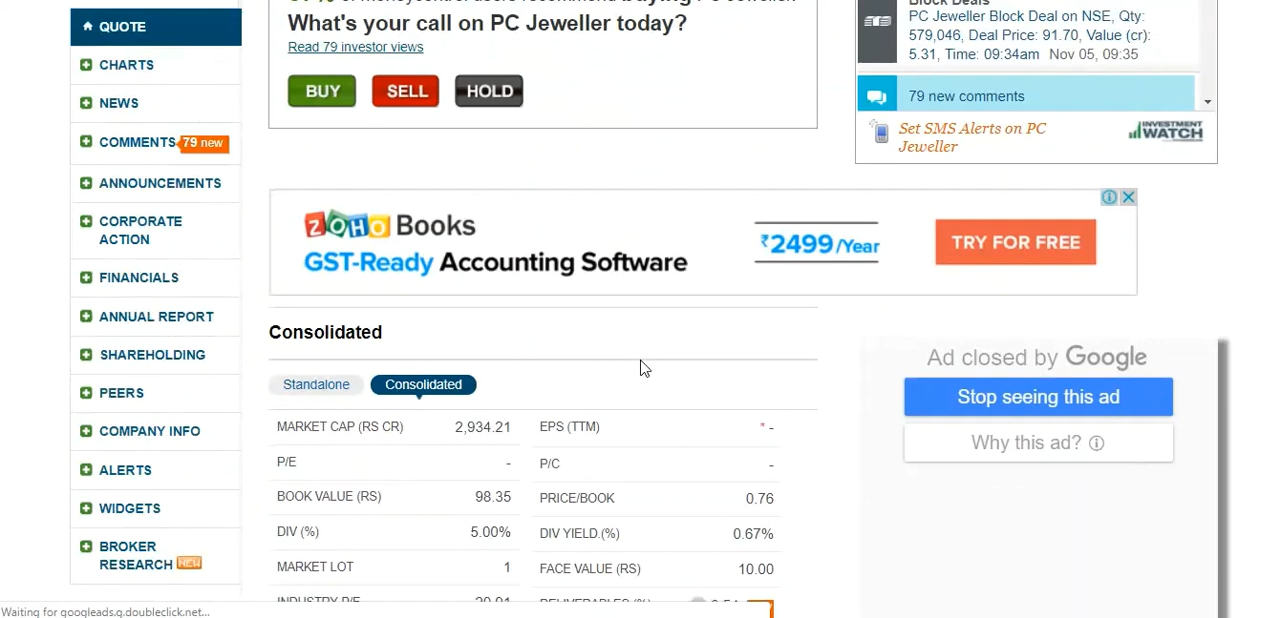 QUOTE
CHARTS
NEWS
COMMENTS 79 new
ANNOUNCEMENTS
CORPORATE
ACTION
FINANCIALS
ANNUAL REPORT
SHAREHOLDING
PEERS
COMPANY INFO
ALERTS
WIDGETS
BROKER
RESEARCH NEW
What's your call on PC Jeweller today?
Read 79 investor views
BUY SELL HOLD
Block Deals
PC Jeweller Block Deal on NSE, Qty:
579,046, Deal Price: 91.70, Value (cr):
5.31, Time: 09:34am Nov 05, 09:35
79 new comments
Set SMS Alerts on PC
Jeweller
INVESTMENT
WATCH
ZOHO Books
GST-Ready Accounting Software
₹2499/Year
TRY FOR FREE
Consolidated
Standalone Consolidated
MARKET CAP (RS CR) 2,934.21 EPS (TTM) * -
P/E - P/C -
BOOK VALUE (RS) 98.35 PRICE/BOOK 0.76
DIV (%) 5.00% DIV YIELD.(%) 0.67%
MARKET LOT 1 FACE VALUE (RS) 10.00
INDUSTRY P/E DELIVERABLES (%)
Ad closed by Google
Stop seeing this ad
Why this ad?
Waiting for googleads.g.doubleclick.net...